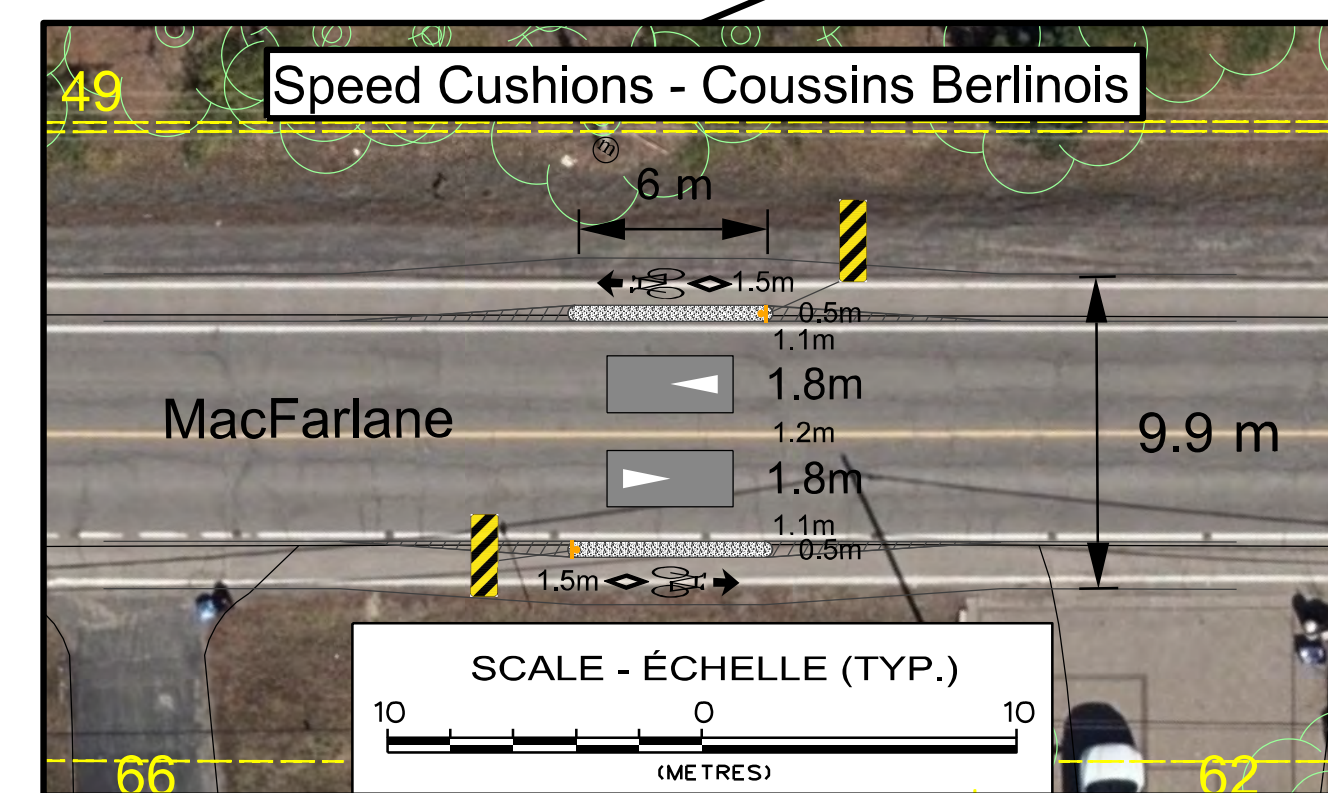 49
Speed Cushions - Coussins Berlinois
m
6 m
1.5m
0.5m
1.1m
1.8m
MacFarlane
1.2m
9.9 m
1.8m
1.1m
0.5m
1.5m
SCALE - ÉCHELLE (TYP.)
10 0 10
(METRES)
66
62